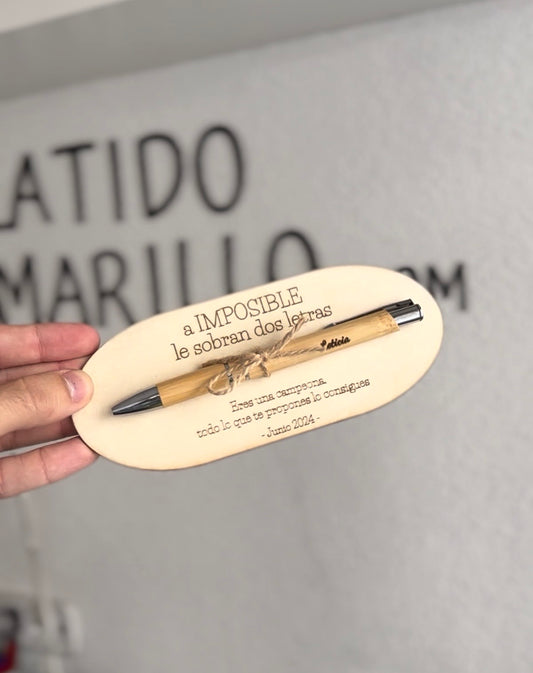 LATIDO
AMARILLO.COM
a IMPOSIBLE
le sobran dos letras
Leticia
Eres una campeona,
todo lo que te propones lo consigues
- Junio 2024 -